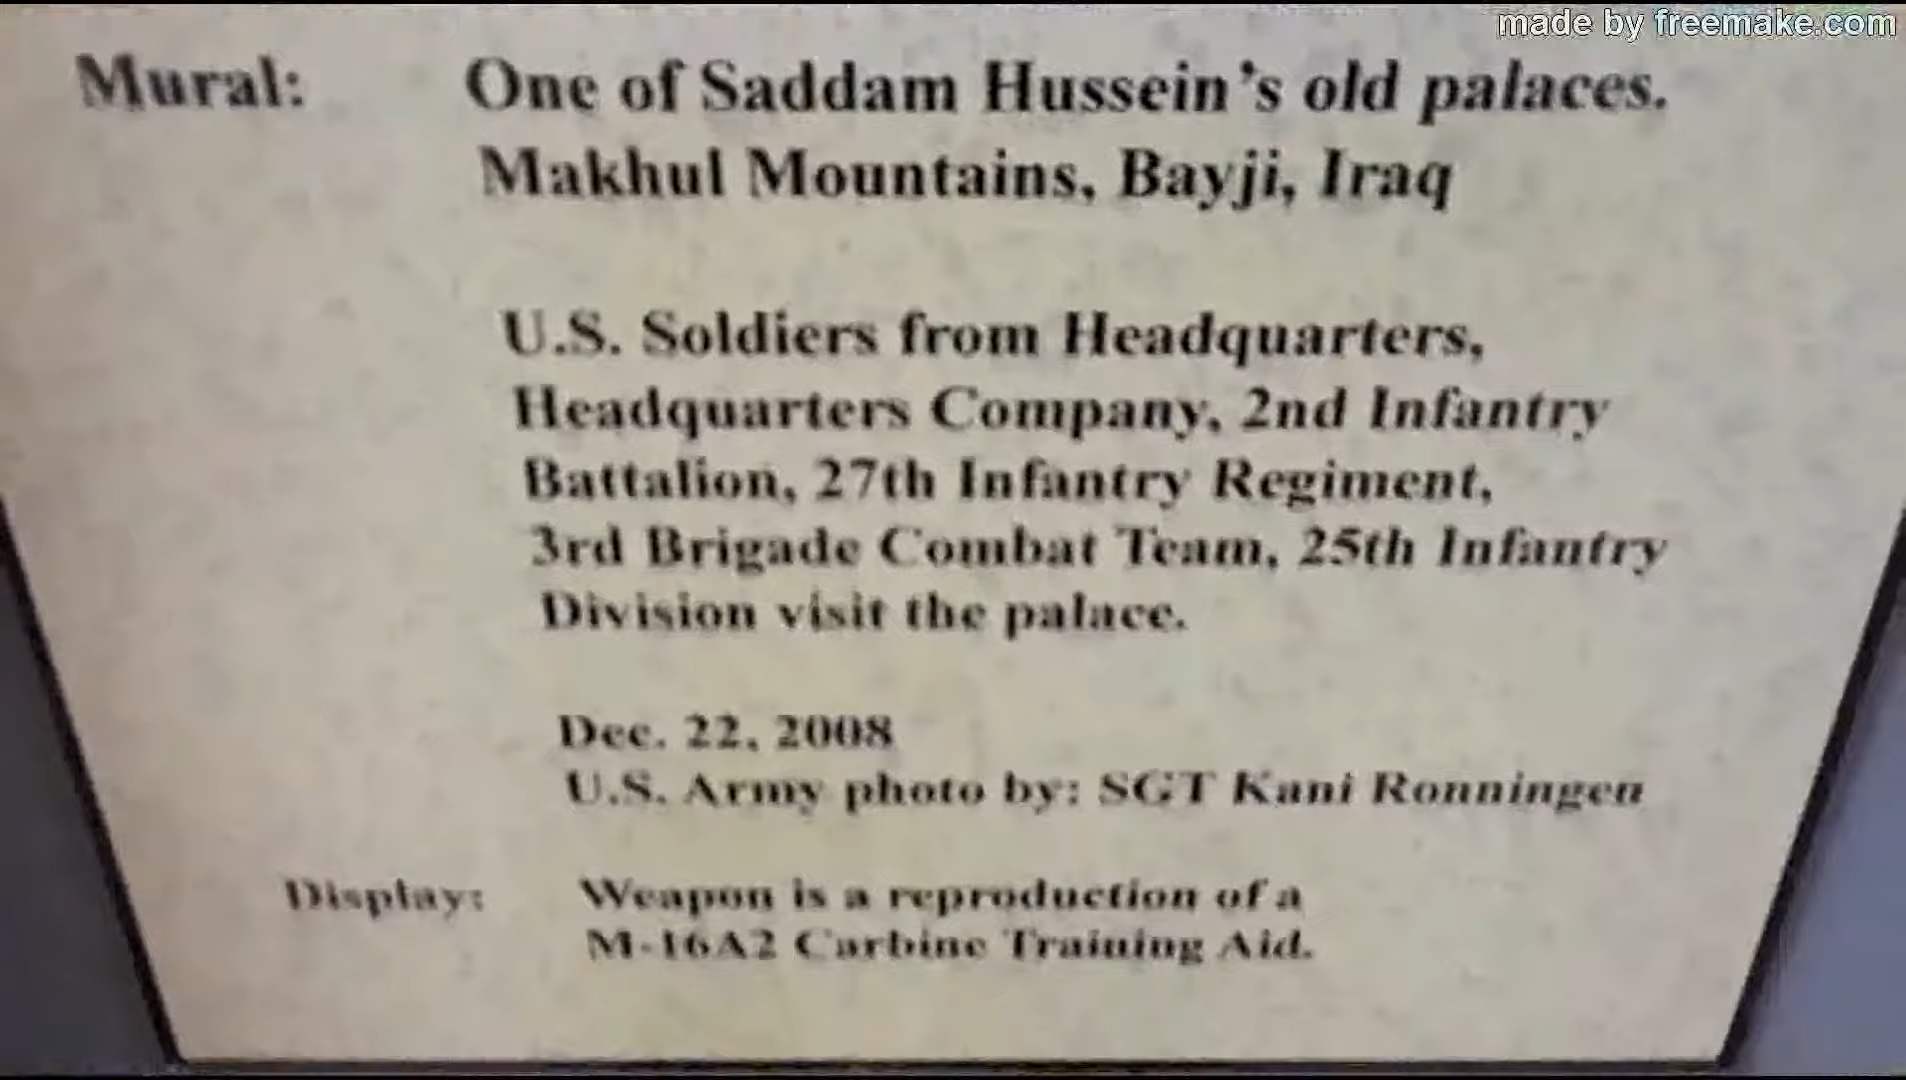 made by freemake.com
Mural: One of Saddam Hussein's old palaces.
Makhul Mountains, Bayji, Iraq
U.S. Soldiers from Headquarters,
Headquarters Company, 2nd Infantry
Battalion, 27th Infantry Regiment,
3rd Brigade Combat Team, 25th Infantry
Division visit the palace.
Dec. 22, 2008
U.S. Army photo by: SGT Kani Ronningen
Display: Weapon is a reproduction of a
M-16A2 Carbine Training Aid.